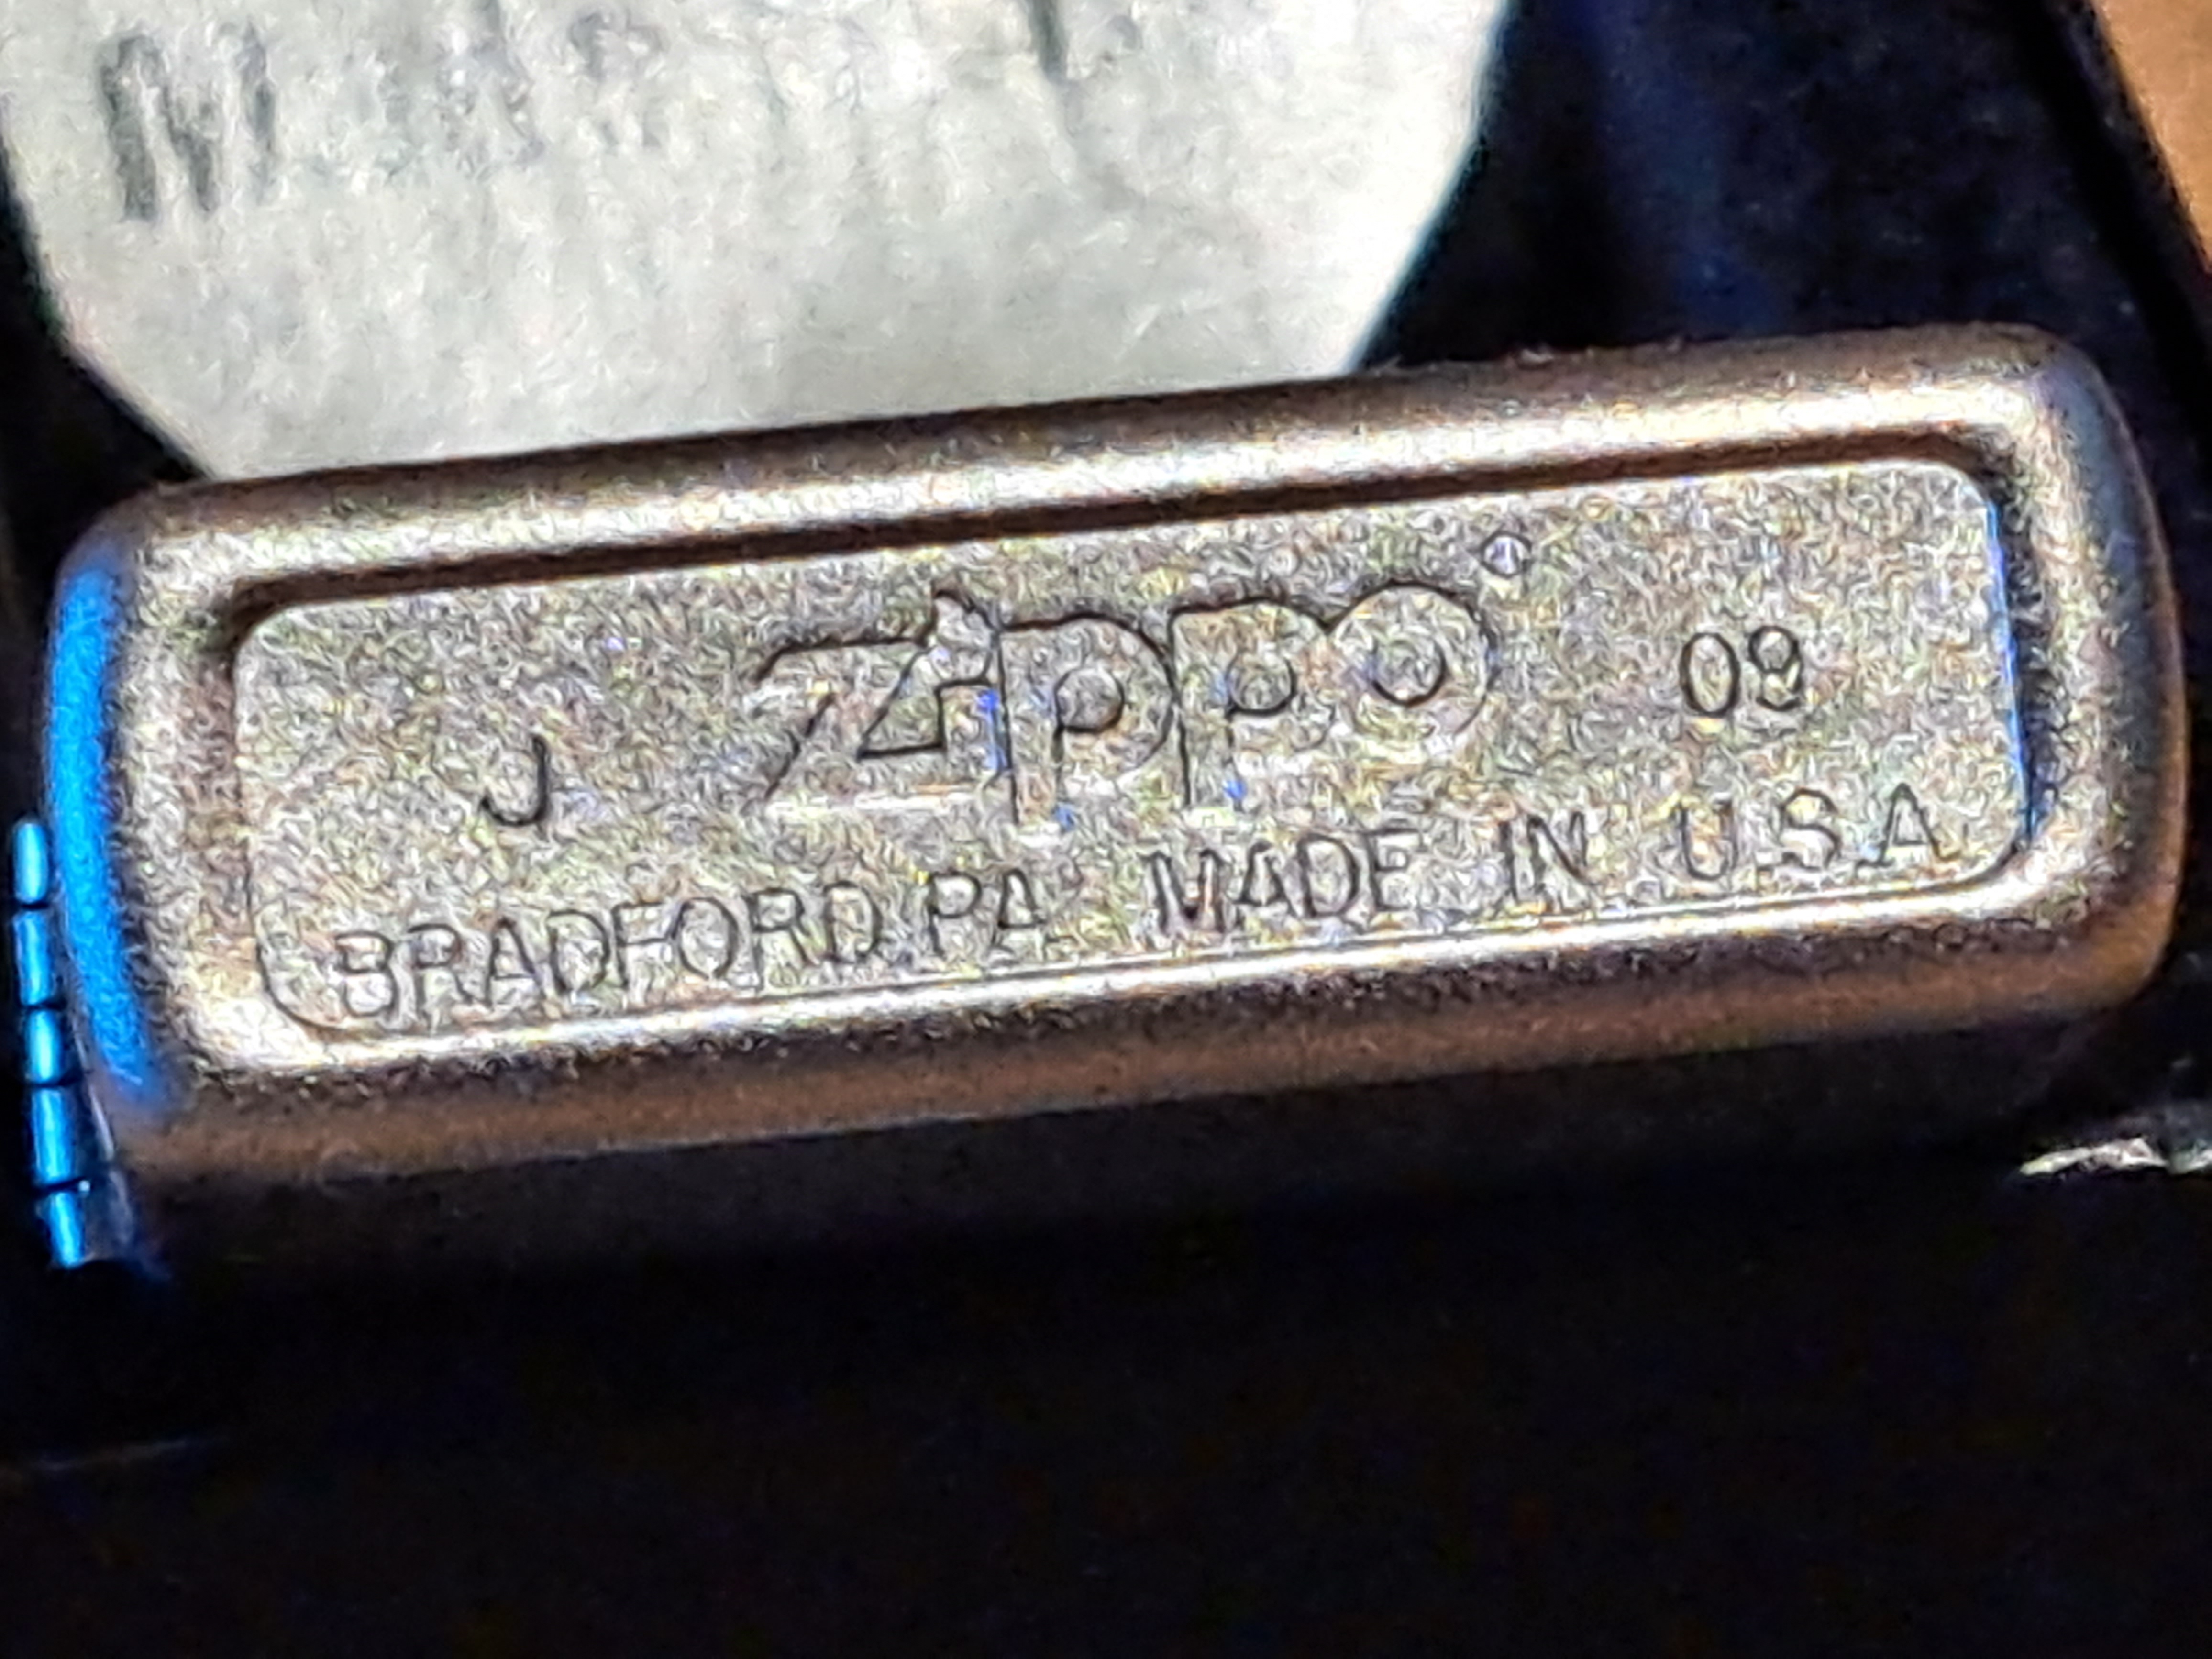 J Zippo ® 09
BRADFORD PA MADE IN U.S.A